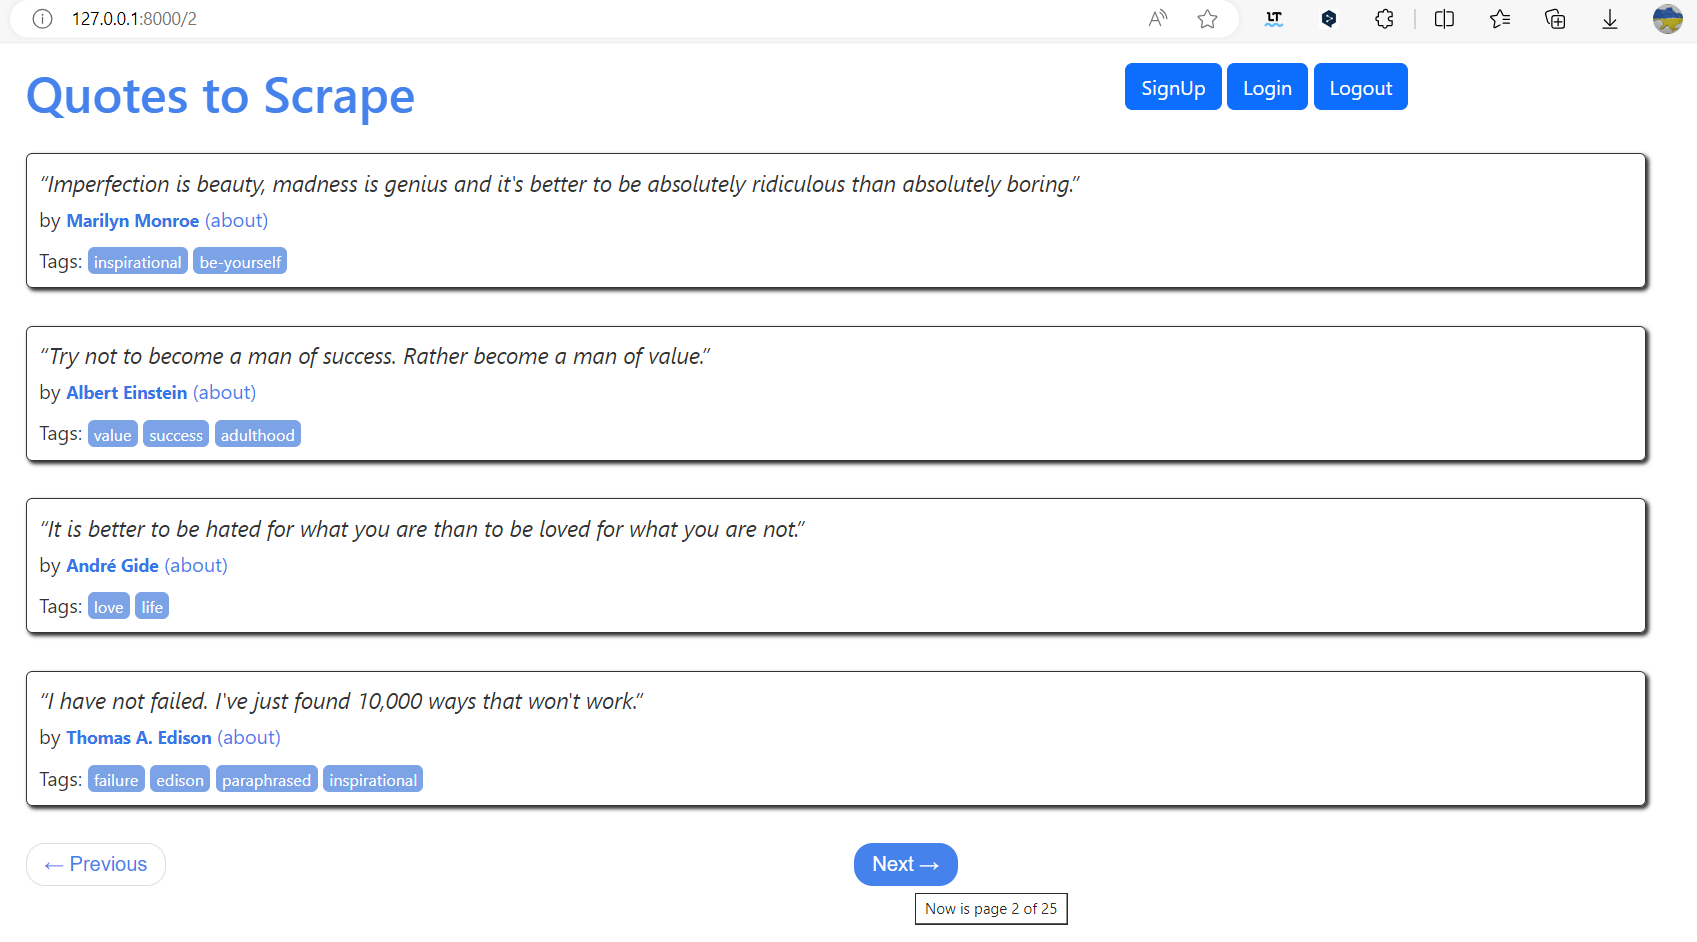 127.0.0.1:8000/2
LT
Quotes to Scrape
SignUp Login Logout
“Imperfection is beauty, madness is genius and it's better to be absolutely ridiculous than absolutely boring.”
by Marilyn Monroe (about)
Tags: inspirational be-yourself
“Try not to become a man of success. Rather become a man of value.”
by Albert Einstein (about)
Tags: value success adulthood
“It is better to be hated for what you are than to be loved for what you are not.”
by André Gide (about)
Tags: love life
“I have not failed. I've just found 10,000 ways that won't work.”
by Thomas A. Edison (about)
Tags: failure edison paraphrased inspirational
← Previous Next →
Now is page 2 of 25